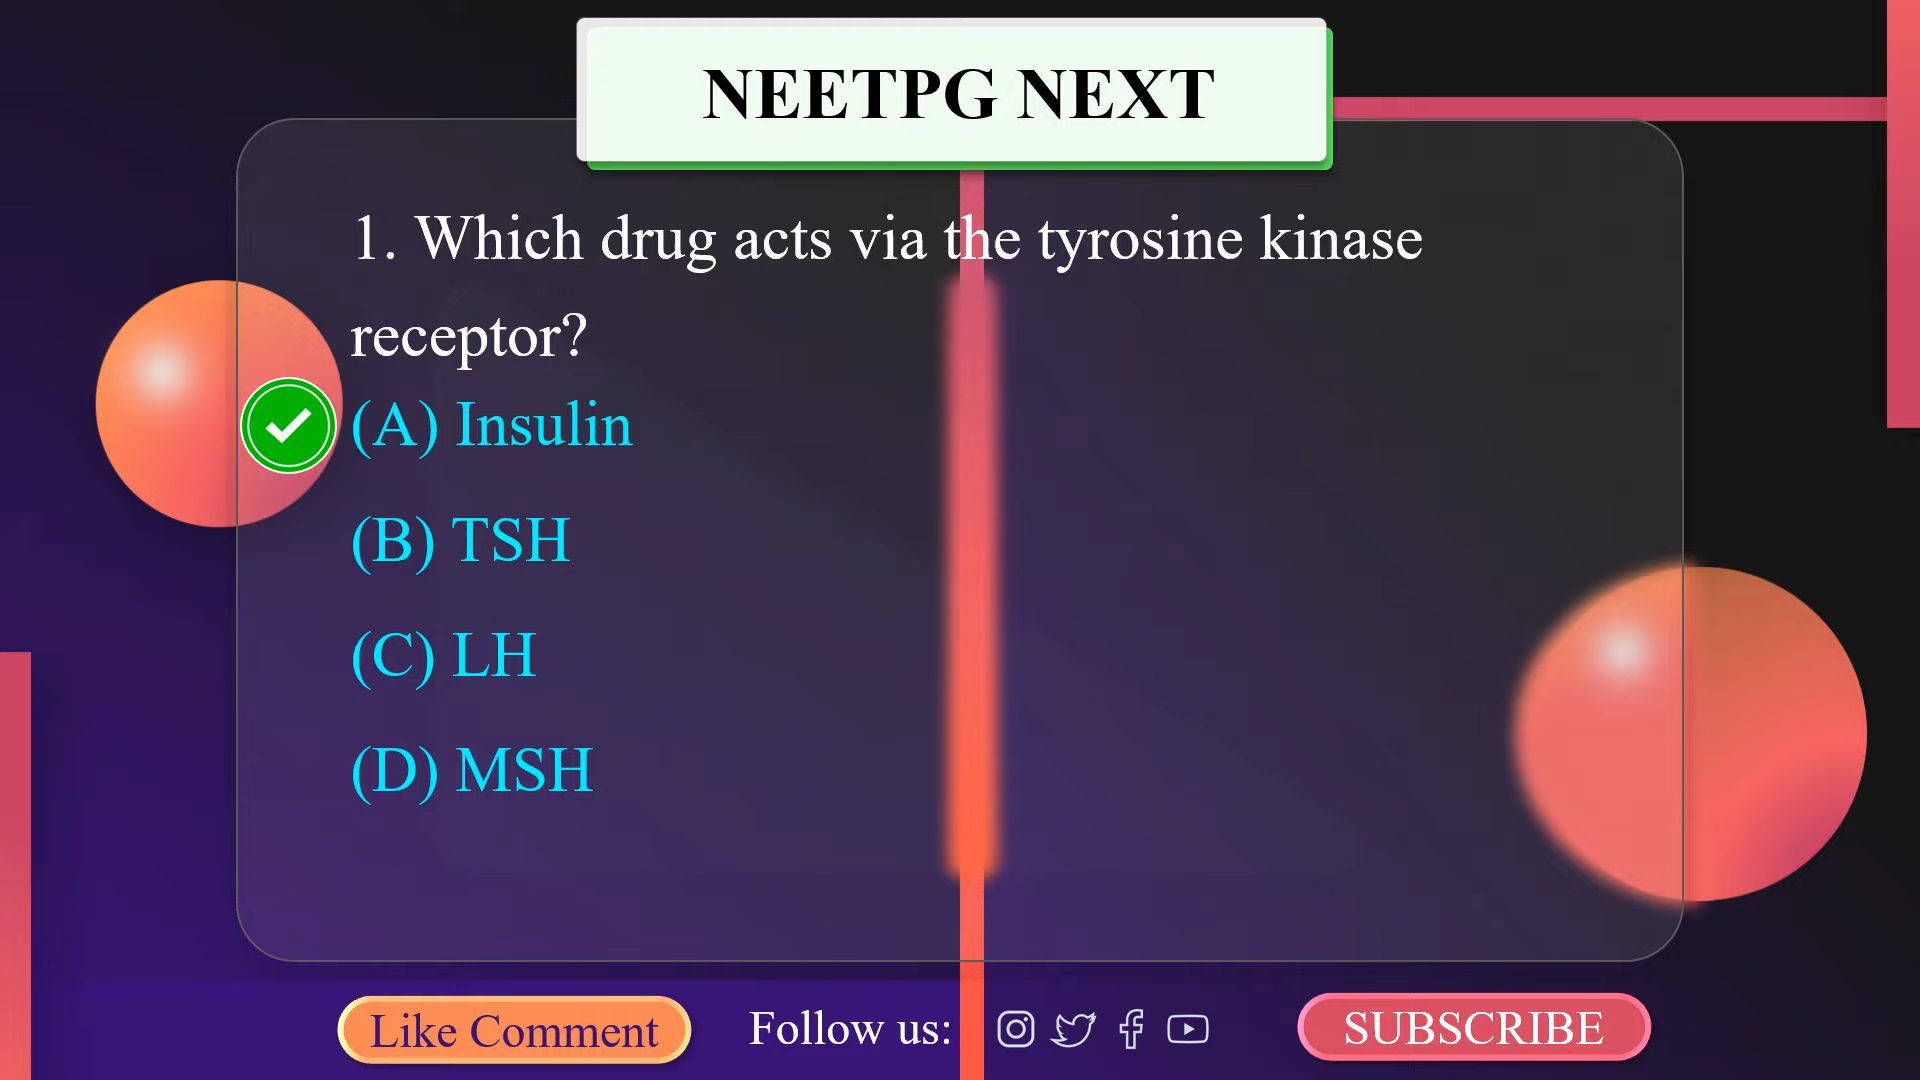 NEETPG NEXT
1. Which drug acts via the tyrosine kinase
receptor?
(A) Insulin
(B) TSH
(C) LH
(D) MSH
Like Comment
Follow us:
SUBSCRIBE